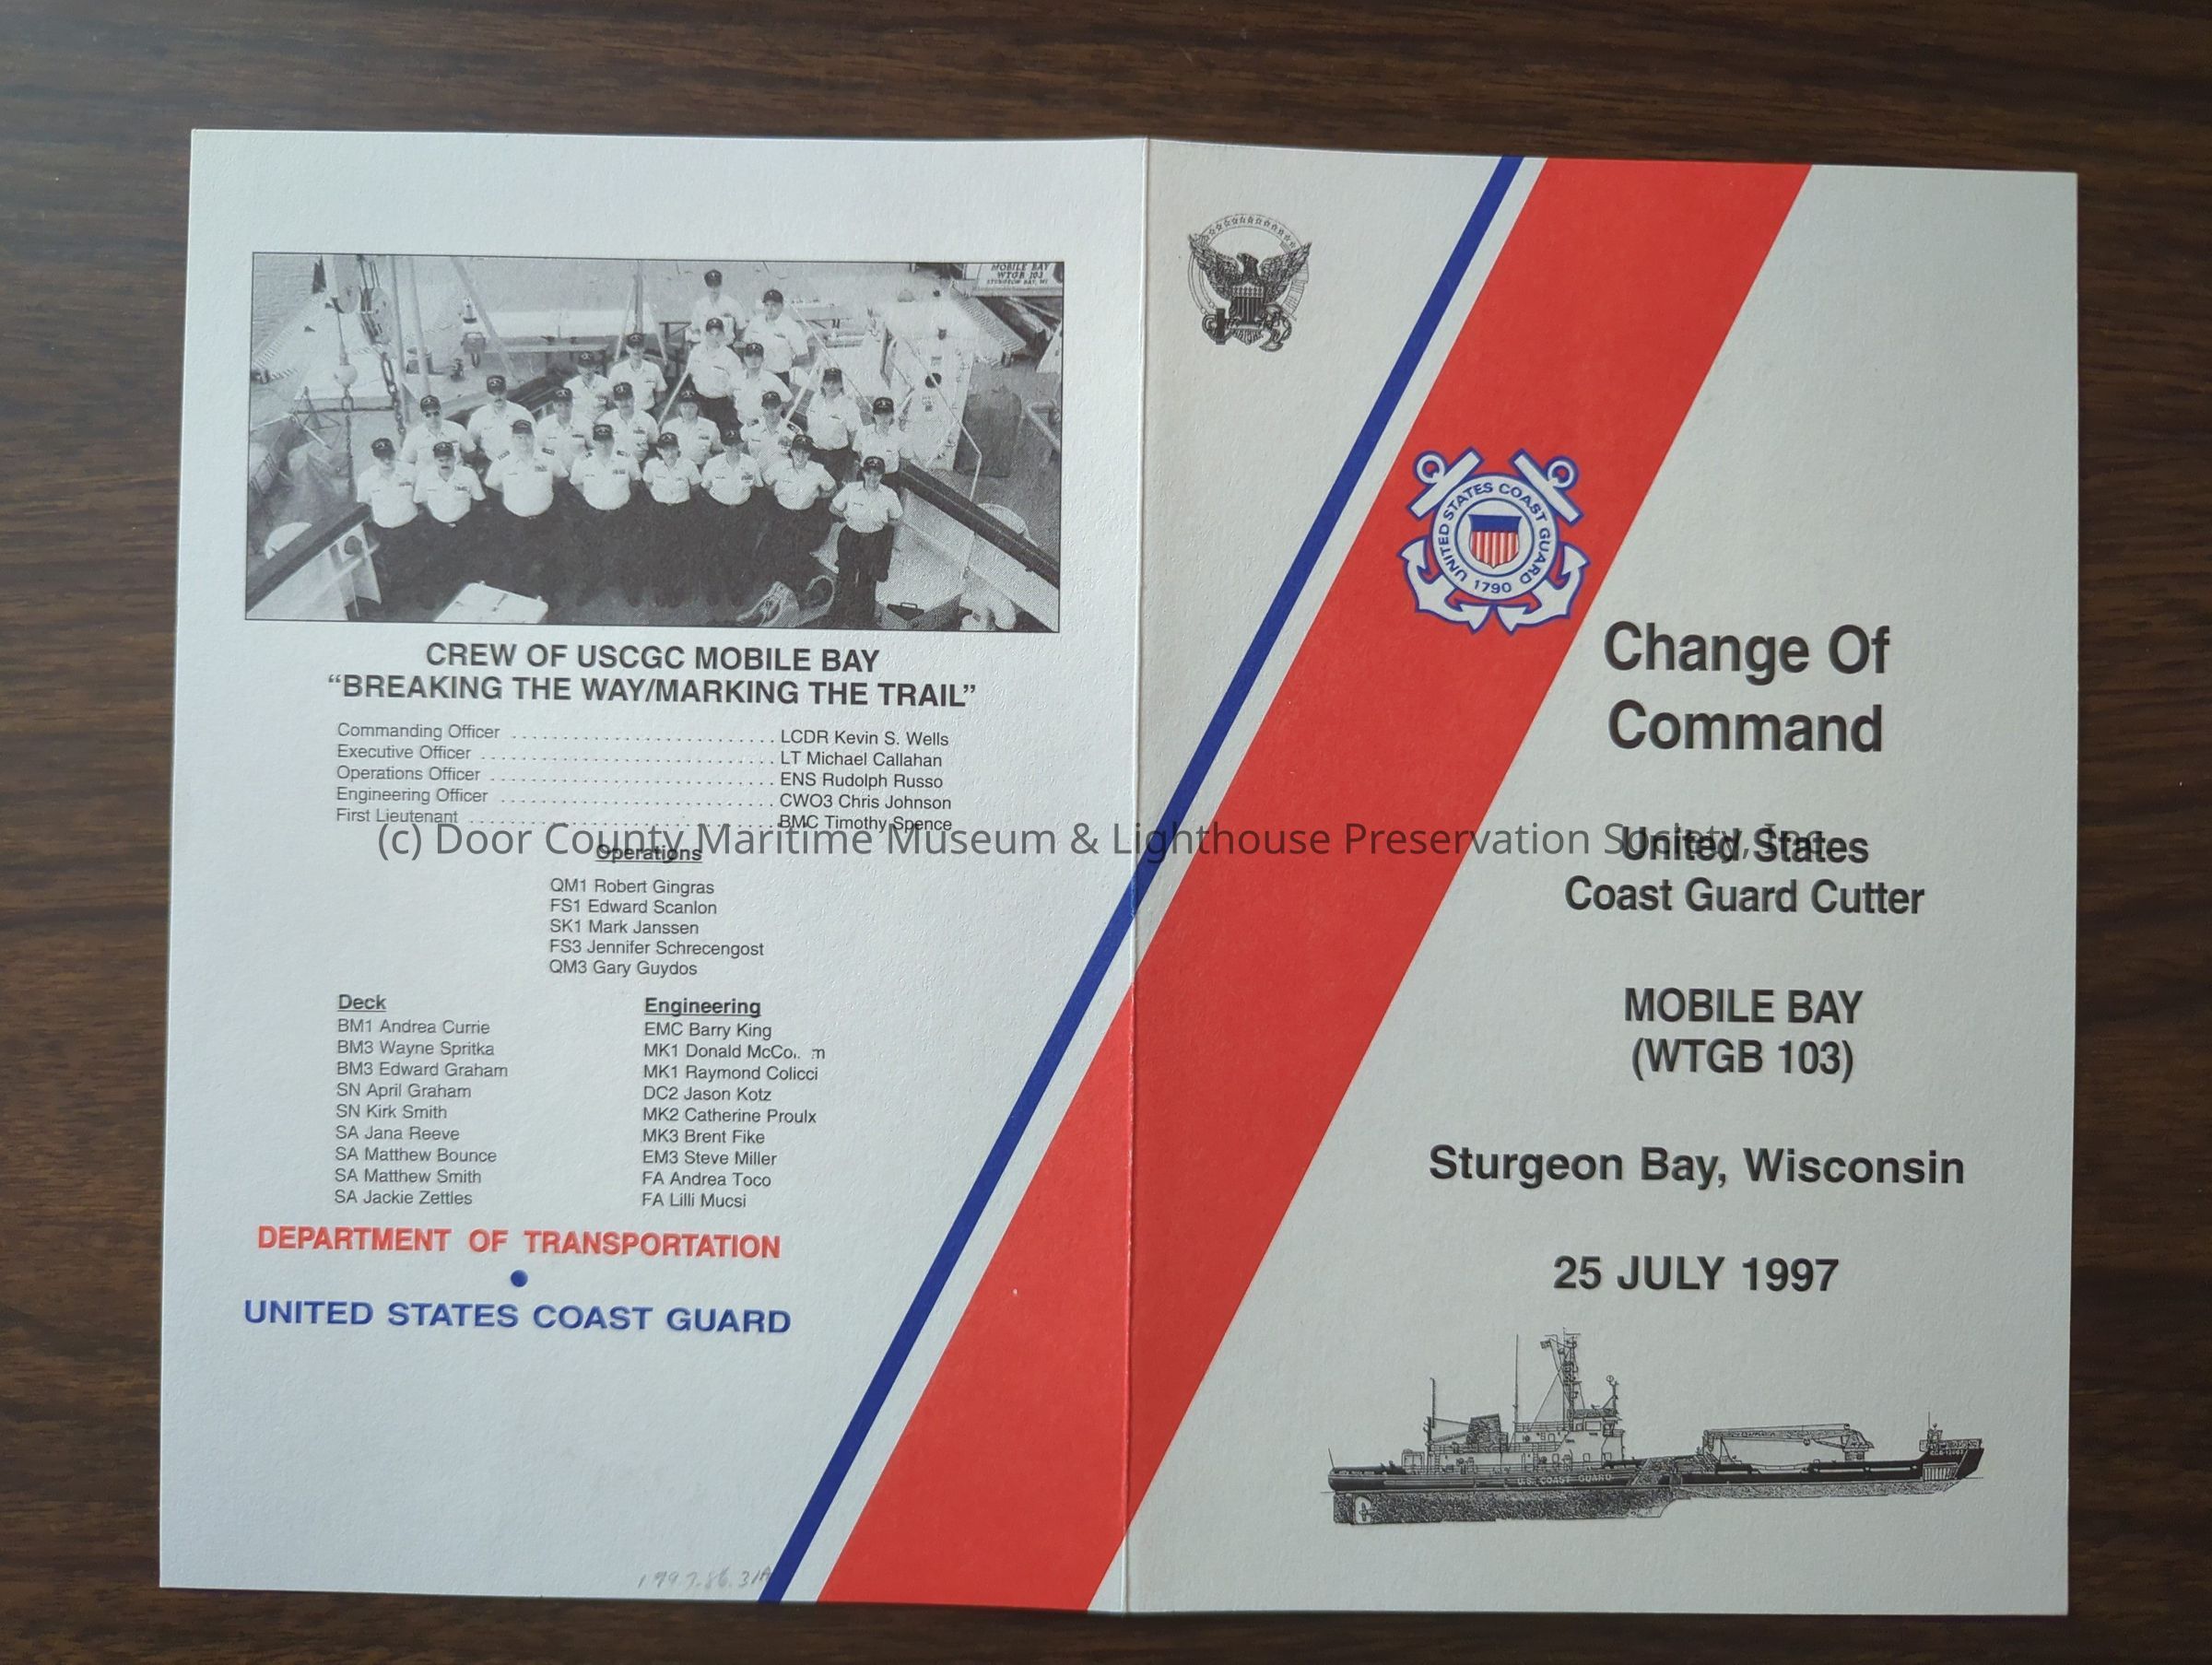 MOBILE BAY
WTGB 103
STURGEON BAY, WI
CREW OF USCGC MOBILE BAY
“BREAKING THE WAY/MARKING THE TRAIL”
Commanding Officer ........................ LCDR Kevin S. Wells
Executive Officer ........................... LT Michael Callahan
Operations Officer .......................... ENS Rudolph Russo
Engineering Officer ......................... CWO3 Chris Johnson
First Lieutenant ............................ BMC Timothy Spence
Operations
QM1 Robert Gingras
FS1 Edward Scanlon
SK1 Mark Janssen
FS3 Jennifer Schrecengost
QM3 Gary Guydos
Deck
BM1 Andrea Currie
BM3 Wayne Spritka
BM3 Edward Graham
SN April Graham
SN Kirk Smith
SA Jana Reeve
SA Matthew Bounce
SA Matthew Smith
SA Jackie Zettles
Engineering
EMC Barry King
MK1 Donald
MK1 Raymond Colicci
DC2 Jason Kotz
MK2 Catherine Proulx
MK3 Brent Fike
EM3 Steve Miller
FA Andrea Toco
FA Lilli Mucsi
DEPARTMENT OF TRANSPORTATION
UNITED STATES COAST GUARD
1997.86.31A
UNITED STATES COAST GUARD
1790
Change Of
Command
United States
Coast Guard Cutter
MOBILE BAY
(WTGB 103)
Sturgeon Bay, Wisconsin
25 JULY 1997
U.S. COAST GUARD
(c) Door County Maritime Museum & Lighthouse Preservation Society, Inc.